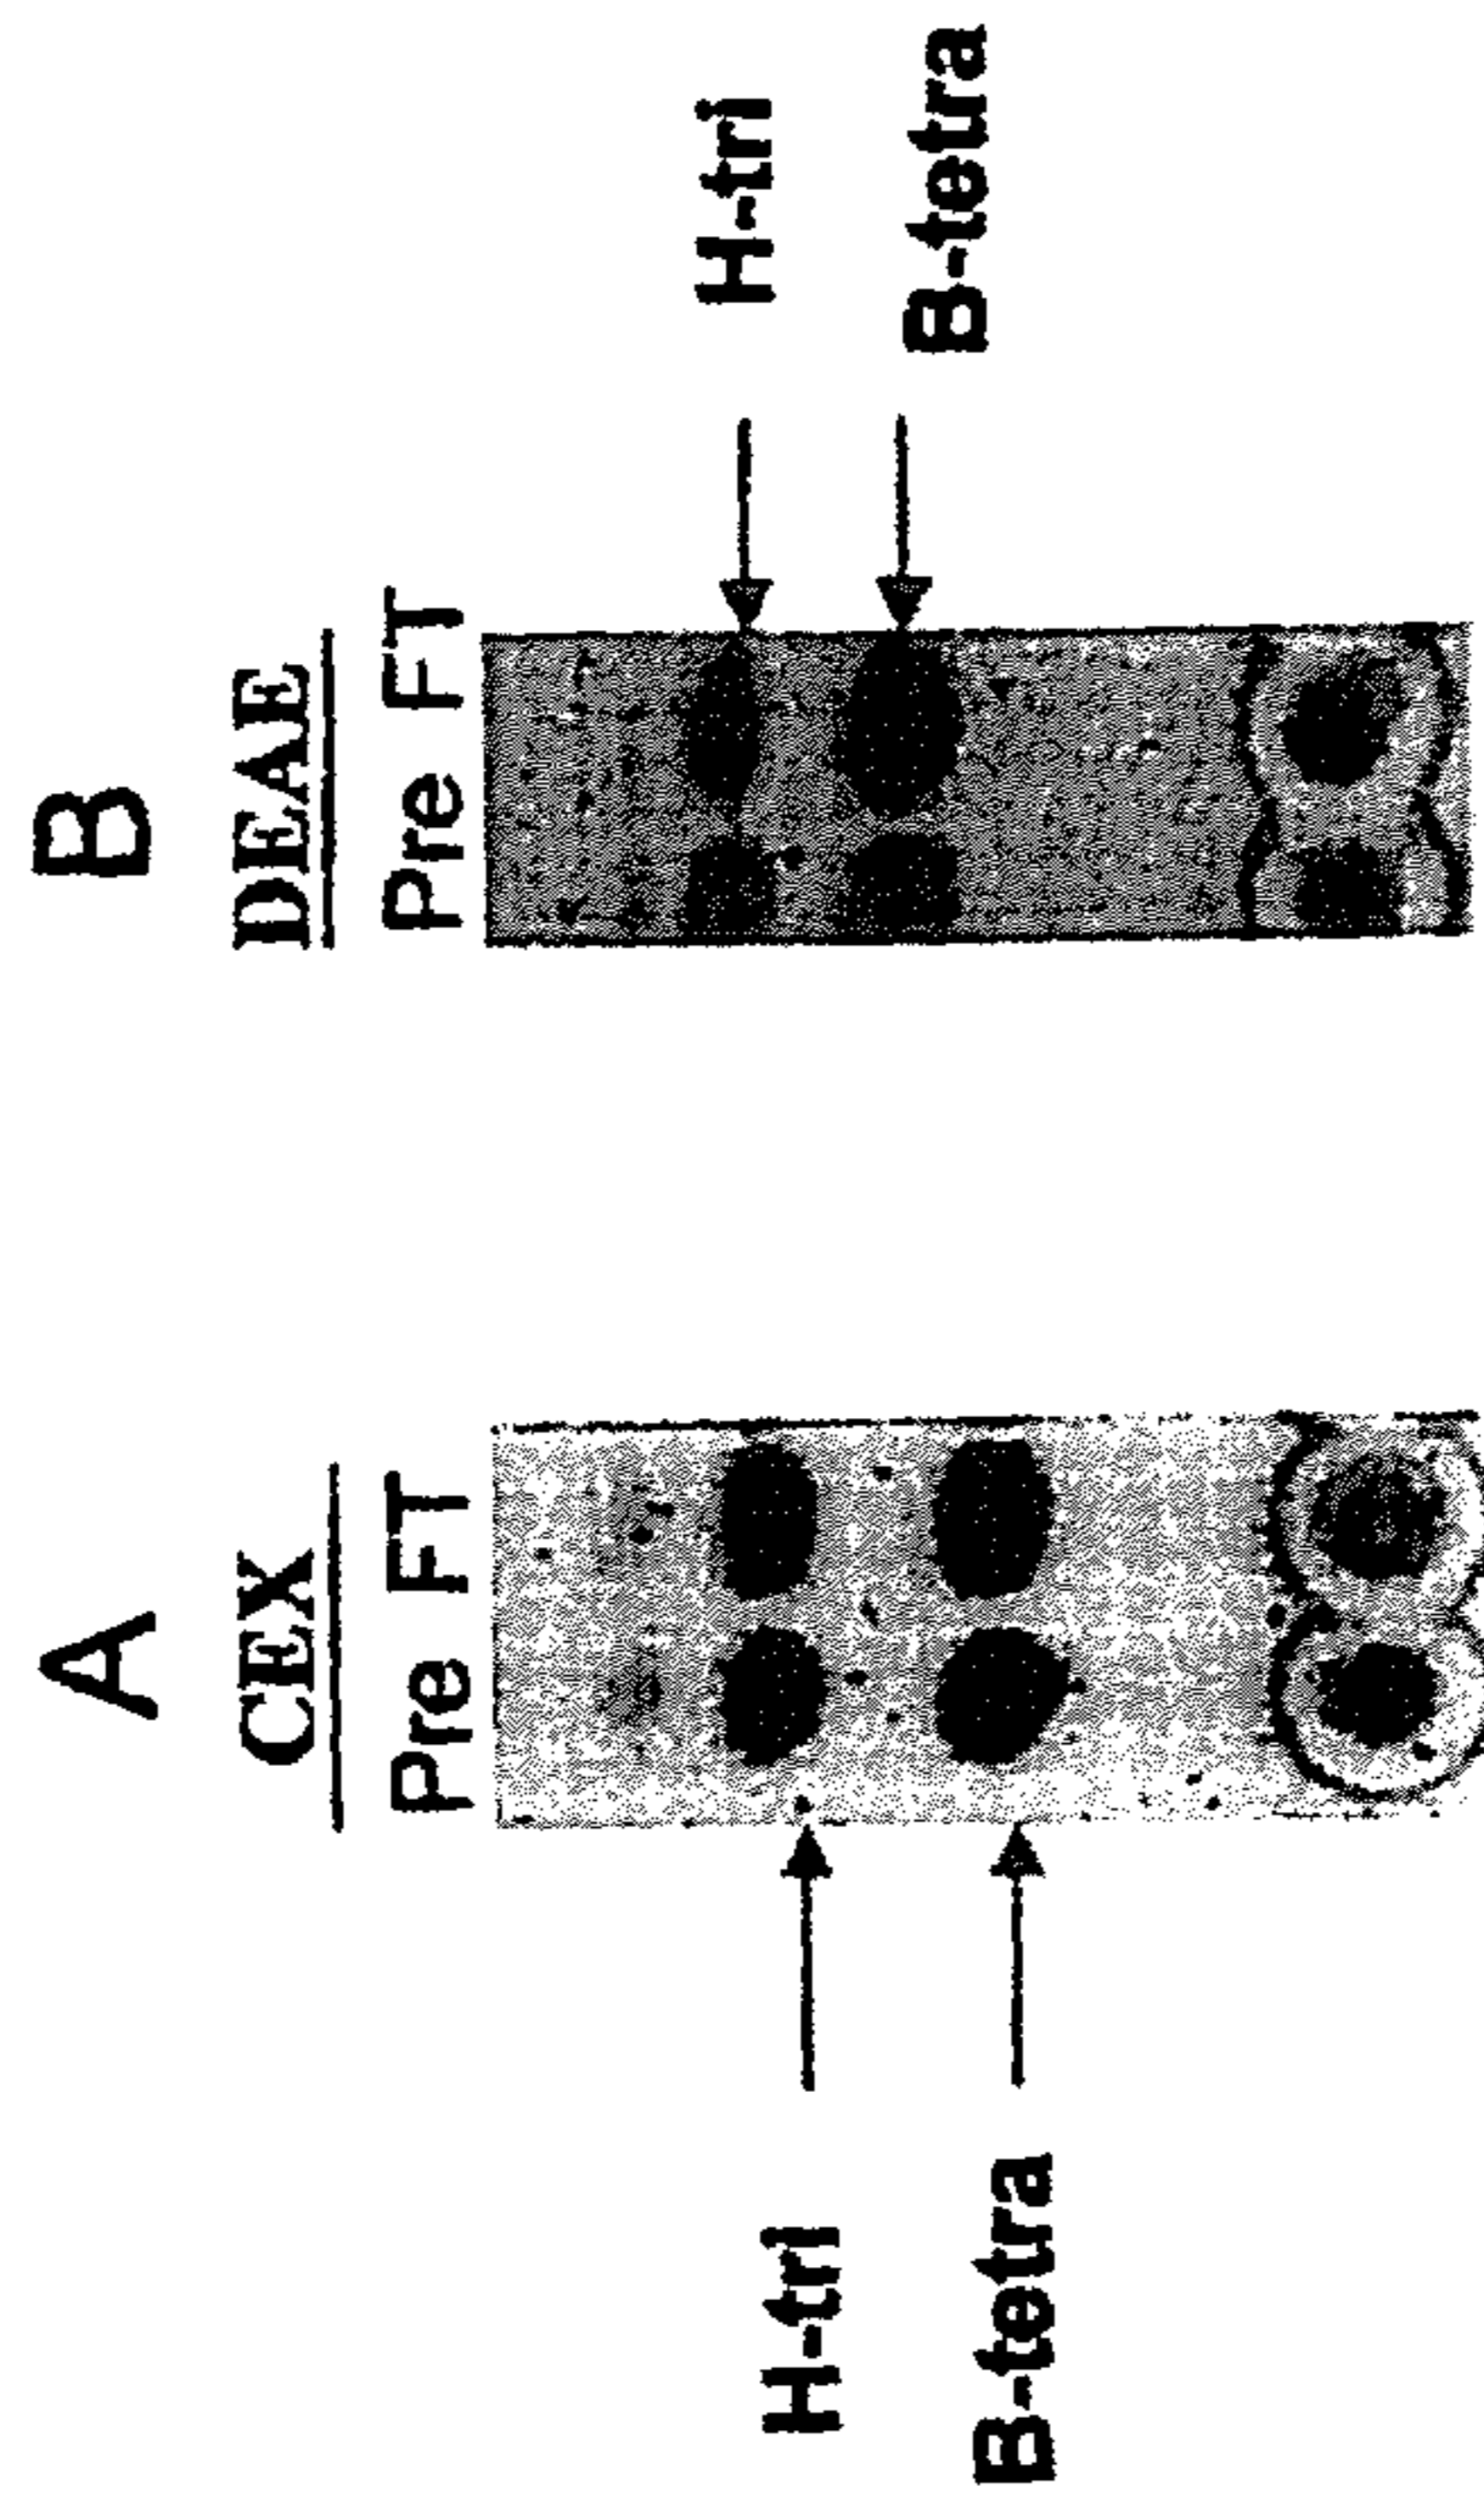 A
CEX
Pre FT
H-tri
B-tetra
B
DEAE
Pre FT
H-tri
B-tetra